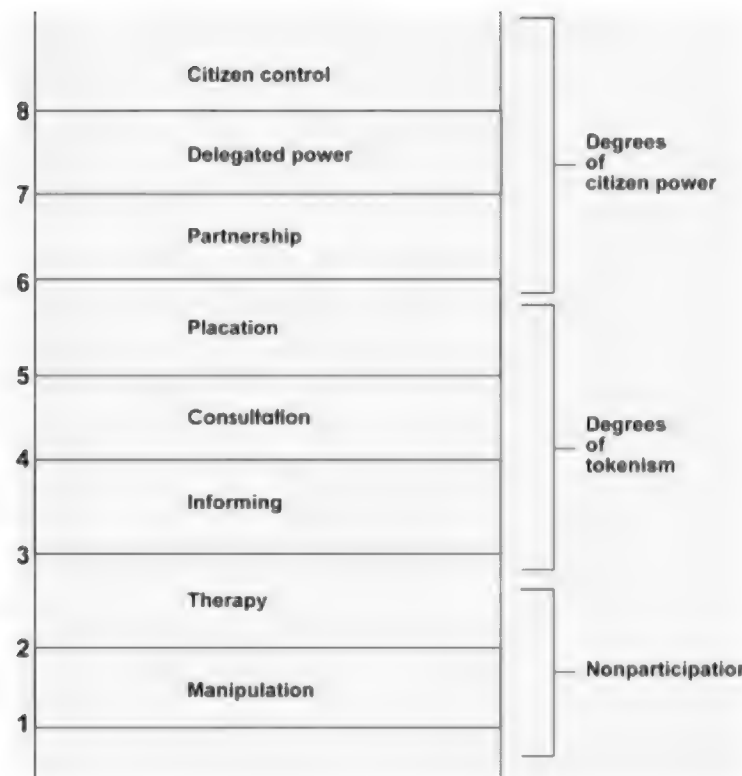 Citizen control
8
Delegated power
7
Partnership
6
Placation
5
Consultation
4
Informing
3
Therapy
2
Manipulation
1
Degrees
of
citizen power
Degrees
of
tokenism
Nonparticipation